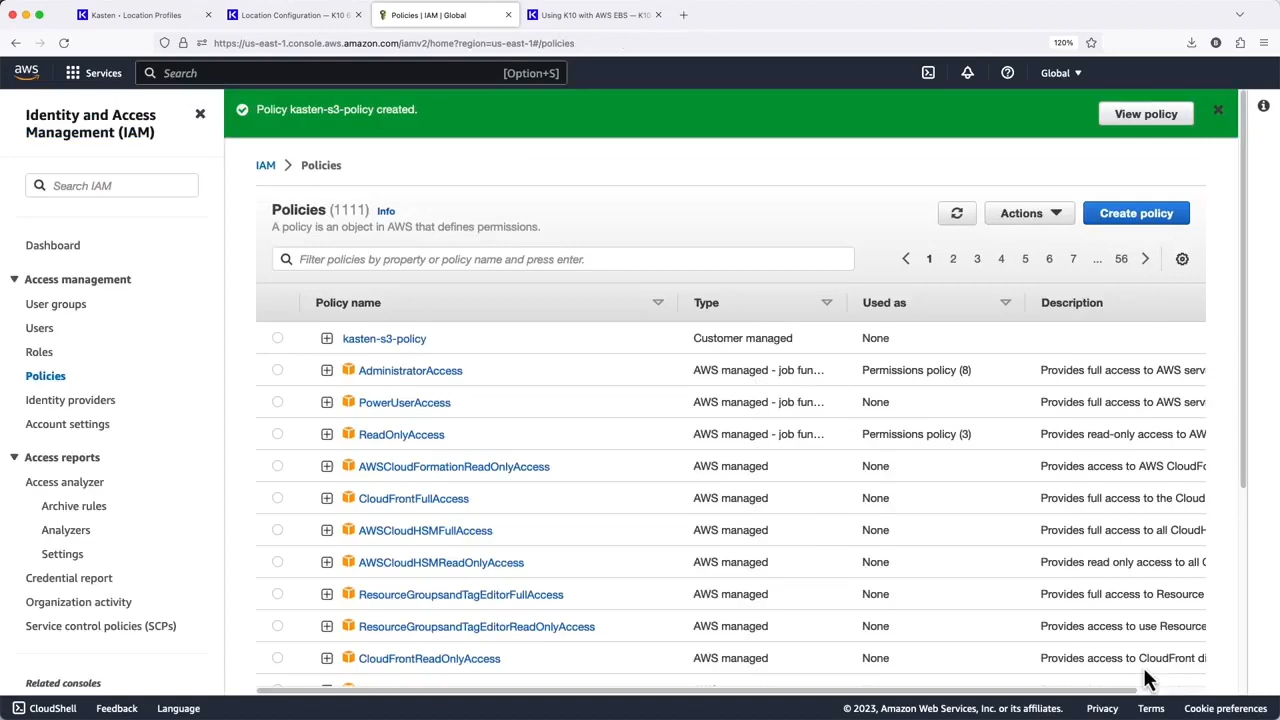 Kasten • Location Profiles
Location Configuration — K10 6
Policies | IAM | Global
Using K10 with AWS EBS — K10
https://us-east-1.console.aws.amazon.com/iamv2/home?region=us-east-1#/policies
120%
aws
Services
Search
[Option+S]
Global
Identity and Access
Management (IAM)
Search IAM
Dashboard
Access management
User groups
Users
Roles
Policies
Identity providers
Account settings
Access reports
Access analyzer
Archive rules
Analyzers
Settings
Credential report
Organization activity
Service control policies (SCPs)
Related consoles
Policy kasten-s3-policy created.
View policy
IAM > Policies
Policies (1111) Info
A policy is an object in AWS that defines permissions.
Actions
Create policy
Filter policies by property or policy name and press enter.
1 2 3 4 5 6 7 ... 56
Policy name Type Used as Description
kasten-s3-policy Customer managed None
AdministratorAccess AWS managed - job fun... Permissions policy (8) Provides full access to AWS serv
PowerUserAccess AWS managed - job fun... None Provides full access to AWS serv
ReadOnlyAccess AWS managed - job fun... Permissions policy (3) Provides read-only access to AW
AWSCloudFormationReadOnlyAccess AWS managed None Provides access to AWS CloudFo
CloudFrontFullAccess AWS managed None Provides full access to the Cloud
AWSCloudHSMFullAccess AWS managed None Provides full access to all CloudH
AWSCloudHSMReadOnlyAccess AWS managed None Provides read only access to all C
ResourceGroupsandTagEditorFullAccess AWS managed None Provides full access to Resource
ResourceGroupsandTagEditorReadOnlyAccess AWS managed None Provides access to use Resource
CloudFrontReadOnlyAccess AWS managed None Provides access to CloudFront di
CloudShell Feedback Language
© 2023, Amazon Web Services, Inc. or its affiliates. Privacy Terms Cookie preferences